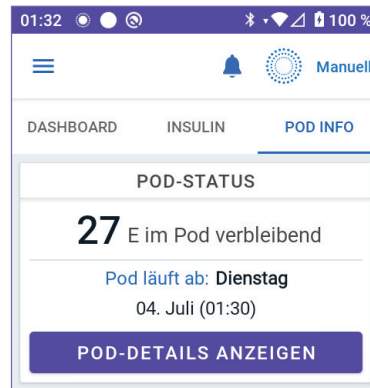 01:32 100 %
Manuell
DASHBOARD INSULIN POD INFO
POD-STATUS
27 E im Pod verbleibend
Pod läuft ab: Dienstag
04. Juli (01:30)
POD-DETAILS ANZEIGEN